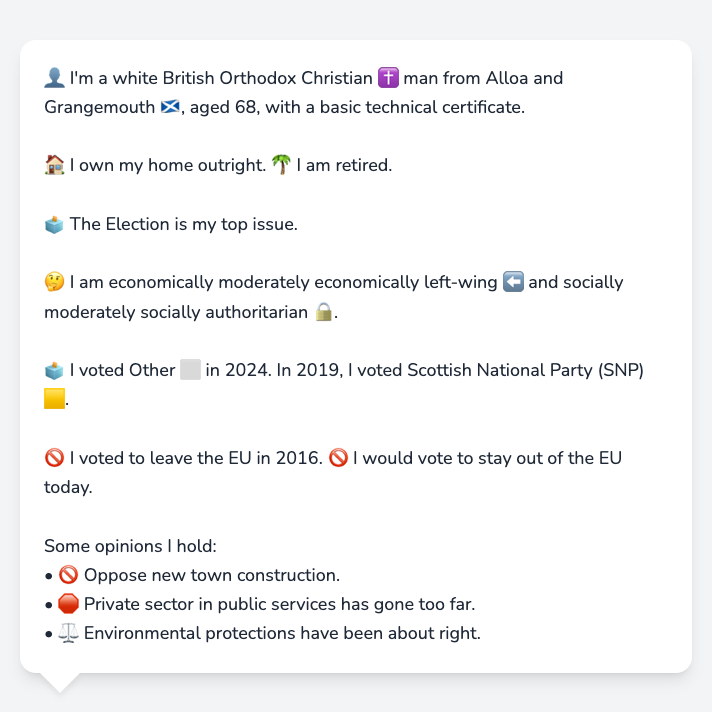 👤 I'm a white British Orthodox Christian ✝️ man from Alloa and
Grangemouth 🏴󠁧󠁢󠁳󠁣󠁴󠁿, aged 68, with a basic technical certificate.
🏠 I own my home outright. 🌴 I am retired.
🗳️ The Election is my top issue.
🤔 I am economically moderately economically left-wing ⬅️ and socially
moderately socially authoritarian 🔒.
🗳️ I voted Other ⬜ in 2024. In 2019, I voted Scottish National Party (SNP)
🟨.
🚫 I voted to leave the EU in 2016. 🚫 I would vote to stay out of the EU
today.
Some opinions I hold:
• 🚫 Oppose new town construction.
• 🛑 Private sector in public services has gone too far.
• ⚖️ Environmental protections have been about right.